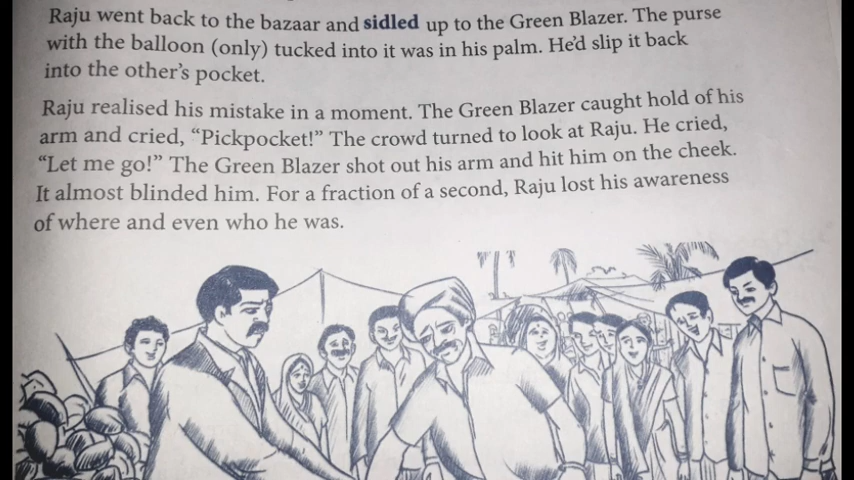 Raju went back to the bazaar and sidled up to the Green Blazer. The purse
with the balloon (only) tucked into it was in his palm. He'd slip it back
into the other's pocket.
Raju realised his mistake in a moment. The Green Blazer caught hold of his
arm and cried, “Pickpocket!” The crowd turned to look at Raju. He cried,
“Let me go!” The Green Blazer shot out his arm and hit him on the cheek.
It almost blinded him. For a fraction of a second, Raju lost his awareness
of where and even who he was.